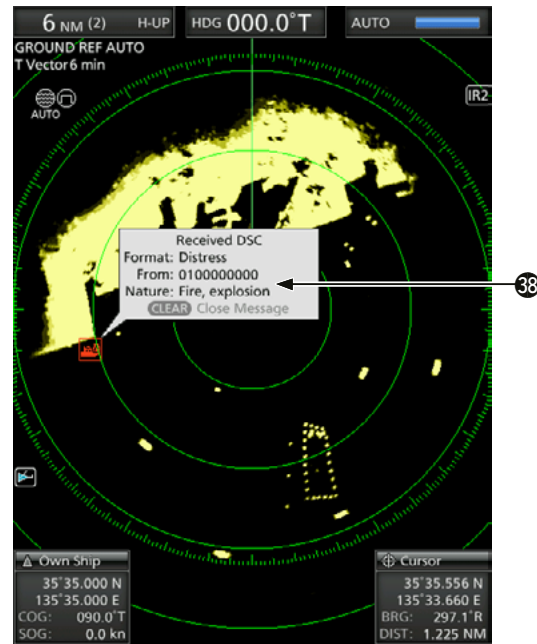 6 NM (2) H-UP HDG 000.0°T AUTO
GROUND REF AUTO
T Vector 6 min
AUTO
IR2
Received DSC
Format: Distress
From: 0100000000
Nature: Fire, explosion
CLEAR Close Message
38
Own Ship
35°35.000 N
135°35.000 E
COG: 090.0°T
SOG: 0.0 kn
Cursor
35°35.556 N
135°33.660 E
BRG: 297.1°R
DIST: 1.225 NM